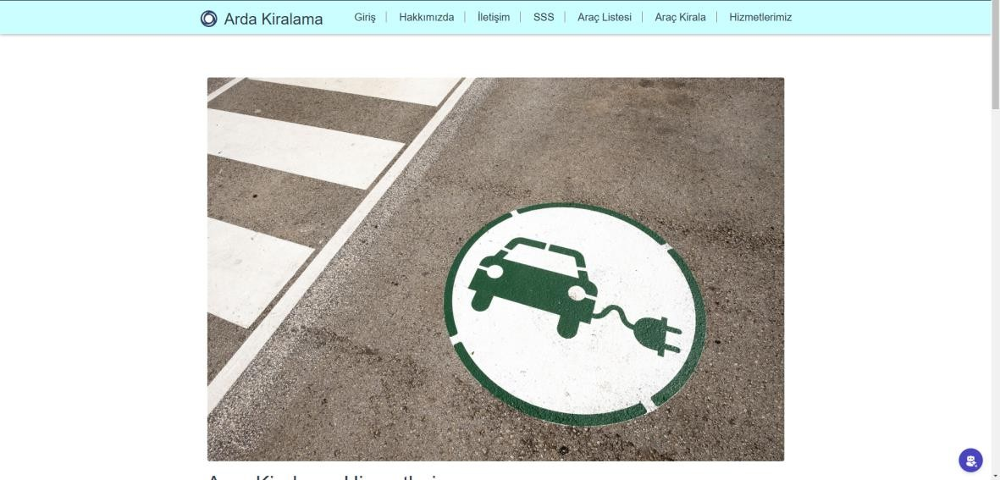 Arda Kiralama
Giriş
Hakkımızda
İletişim
SSS
Araç Listesi
Araç Kirala
Hizmetlerimiz